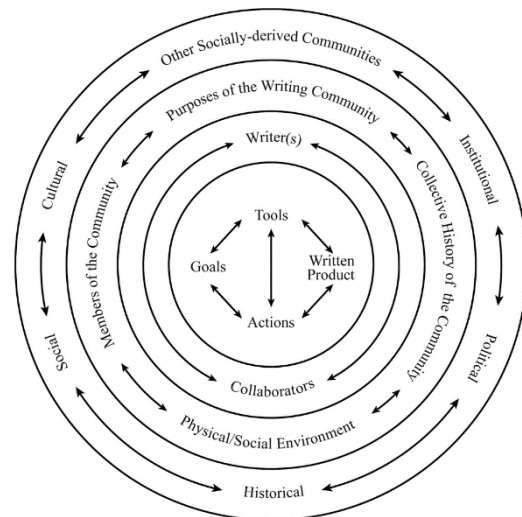 Other Socially-derived Communities
Purposes of the Writing Community
Writer(s)
Cultural
Institutional
Members of the Community
Collective History of the Community
Tools
Goals
Written
Product
Actions
Social
Political
Collaborators
Physical/Social Environment
Historical